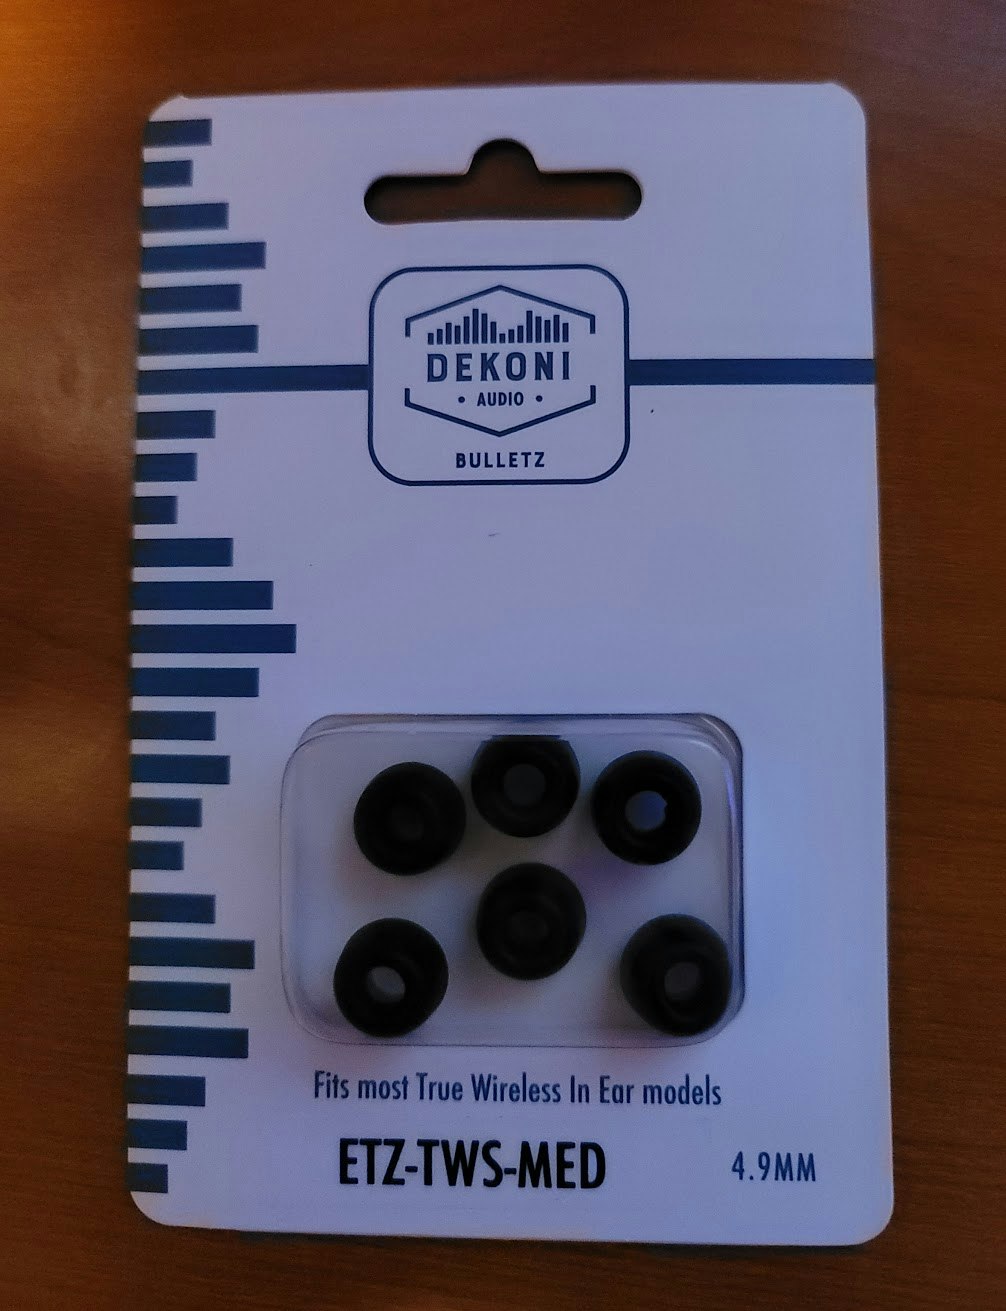 DEKONI
• AUDIO •
BULLETZ
Fits most True Wireless In Ear models
ETZ-TWS-MED
4.9MM